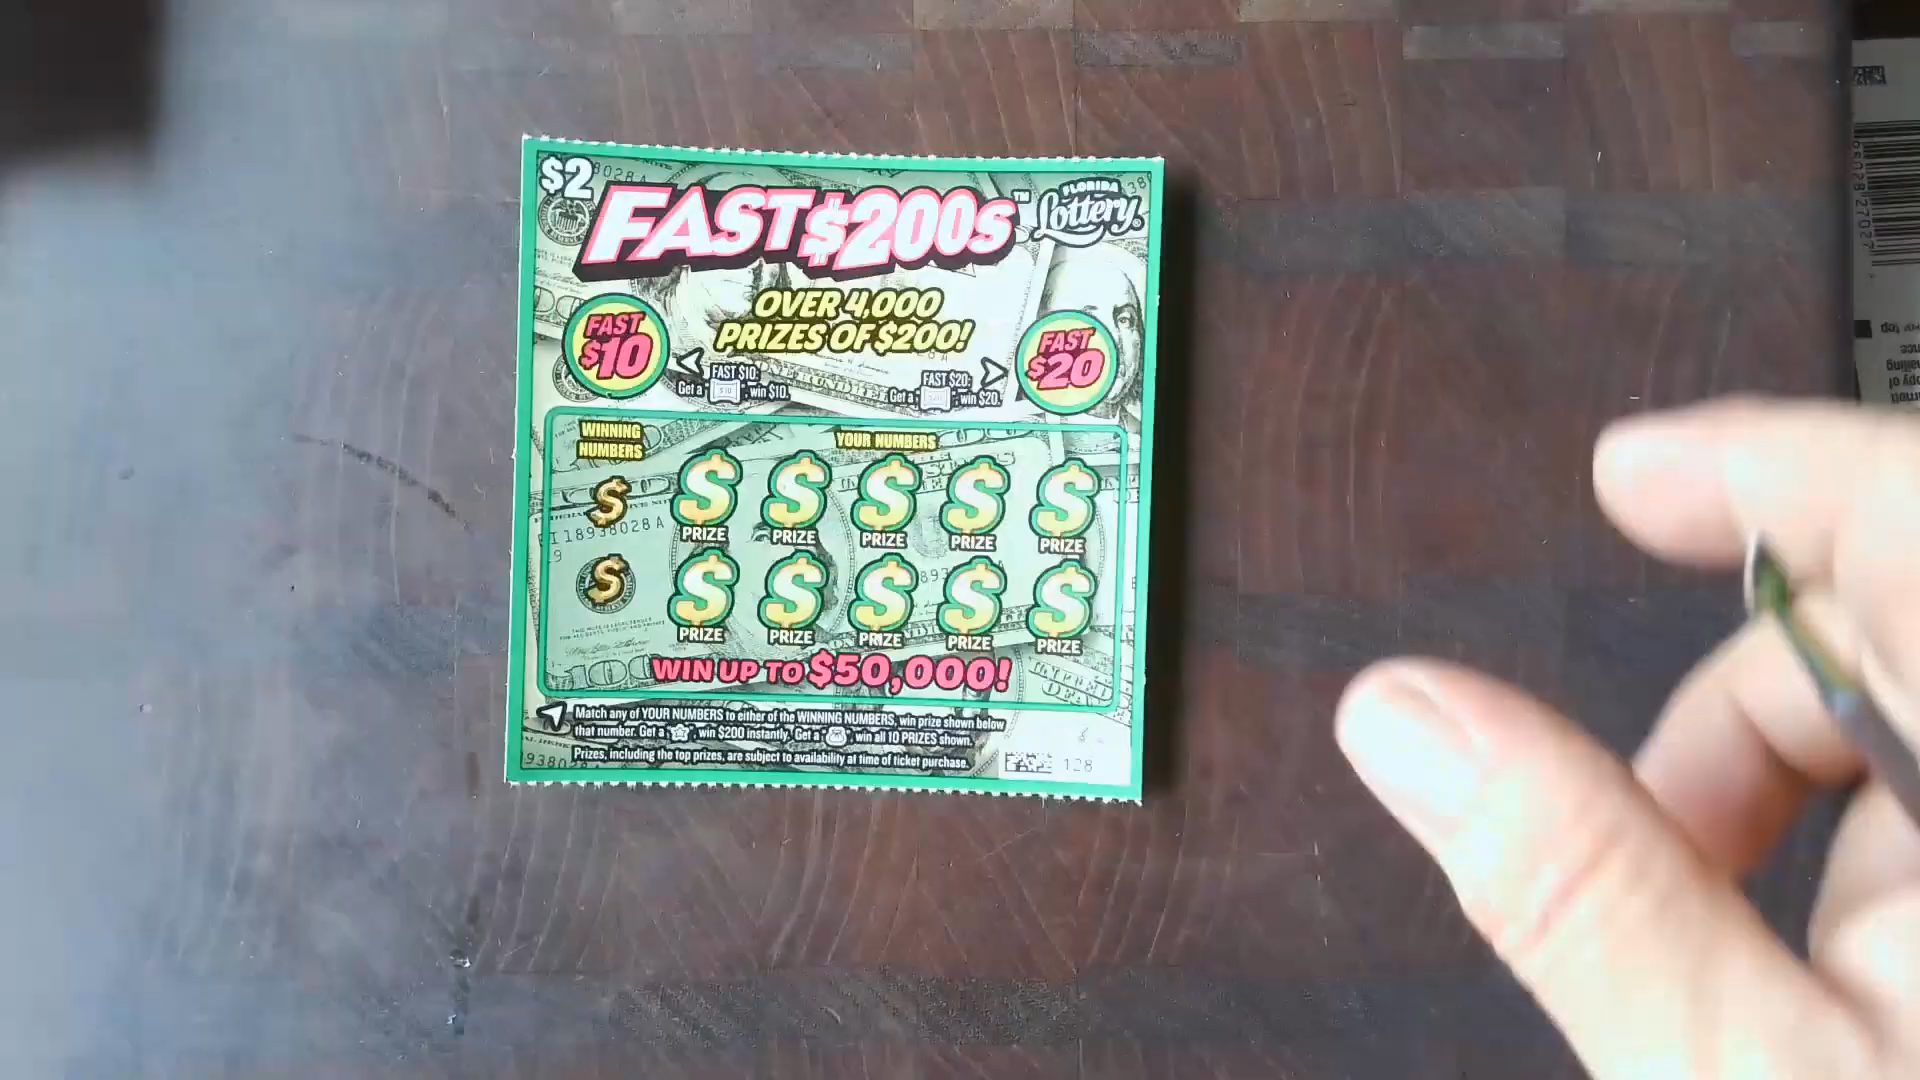 $2
FAST $200s™
FLORIDA
Lottery®
OVER 4,000
PRIZES OF $200!
FAST
$10
FAST
$20
FAST $10:
Get a " ", win $10.
FAST $20:
Get a " ", win $20.
WINNING
NUMBERS
YOUR NUMBERS
$ $ $ $ $ $
PRIZE PRIZE PRIZE PRIZE PRIZE
18938028A
$ $ $ $ $ $
PRIZE PRIZE PRIZE PRIZE PRIZE
WIN UP TO $50,000!
Match any of YOUR NUMBERS to either of the WINNING NUMBERS, win prize shown below
that number. Get a " ", win $200 instantly. Get a " ", win all 10 PRIZES shown.
Prizes, including the top prizes, are subject to availability at time of ticket purchase.
128